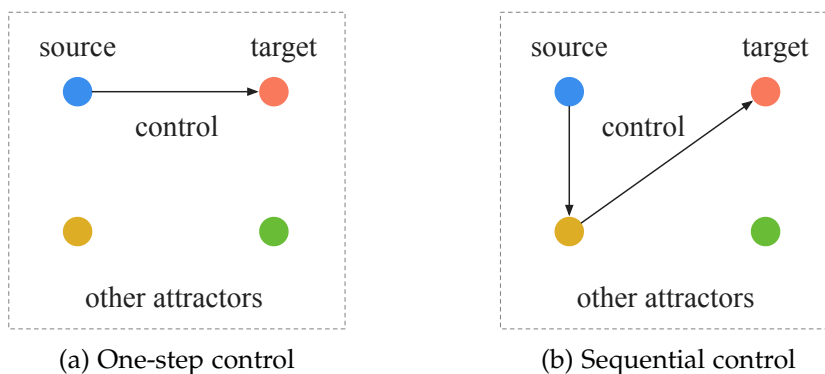 source target
control
other attractors
(a) One-step control
source target
control
other attractors
(b) Sequential control